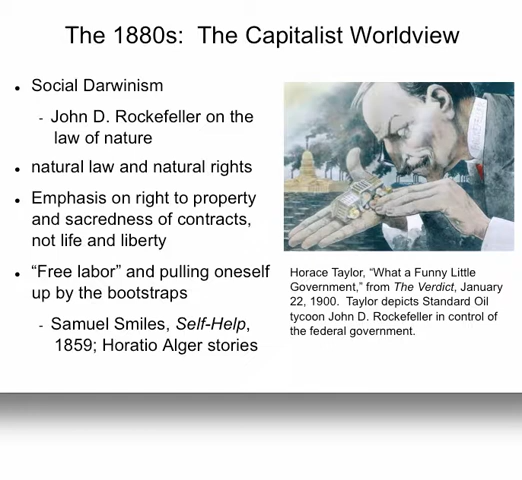 The 1880s:  The Capitalist Worldview
• Social Darwinism
- John D. Rockefeller on the
law of nature
• natural law and natural rights
• Emphasis on right to property
and sacredness of contracts,
not life and liberty
• “Free labor” and pulling oneself
up by the bootstraps
- Samuel Smiles, Self-Help,
1859; Horatio Alger stories
Horace Taylor, “What a Funny Little
Government,” from The Verdict, January
22, 1900.  Taylor depicts Standard Oil
tycoon John D. Rockefeller in control of
the federal government.